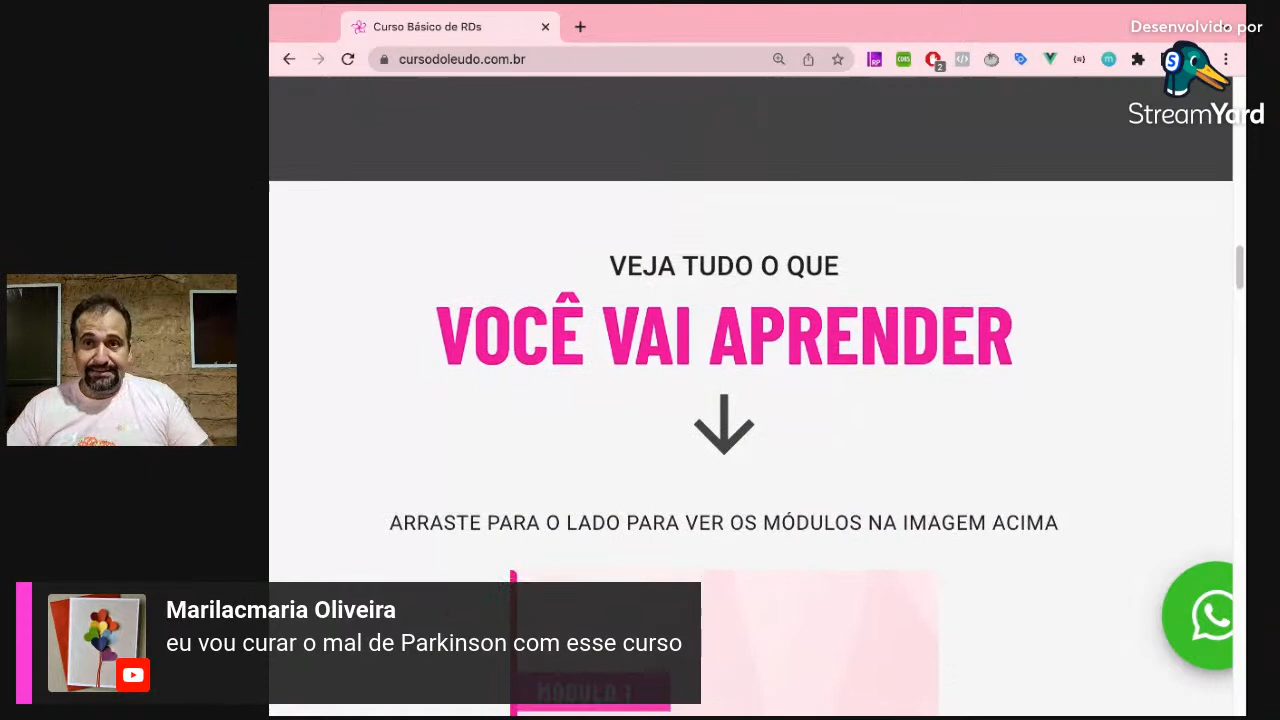 Curso Básico de RDs
Desenvolvido por
cursodoleudo.com.br
StreamYard
VEJA TUDO O QUE
VOCÊ VAI APRENDER
ARRASTE PARA O LADO PARA VER OS MÓDULOS NA IMAGEM ACIMA
Marilacmaria Oliveira
eu vou curar o mal de Parkinson com esse curso
MÓDULO 1